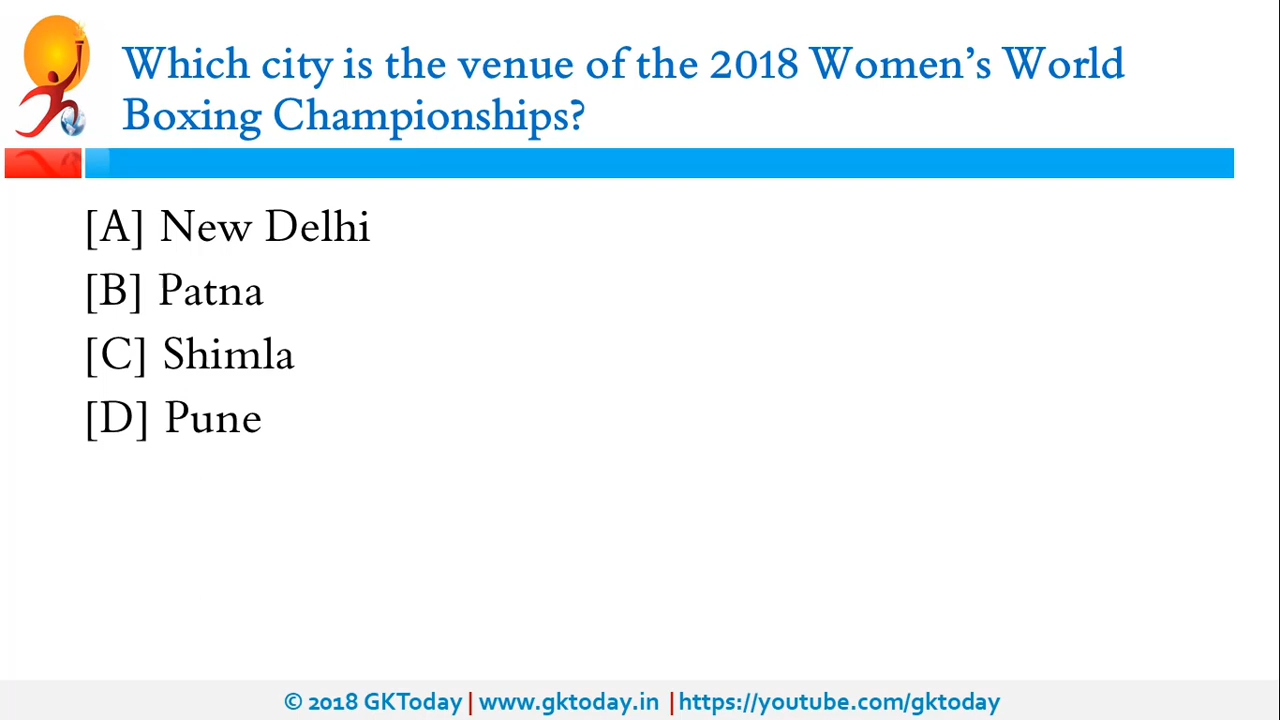 Which city is the venue of the 2018 Women’s World
Boxing Championships?
[A] New Delhi
[B] Patna
[C] Shimla
[D] Pune
© 2018 GKToday | www.gktoday.in | https://youtube.com/gktoday